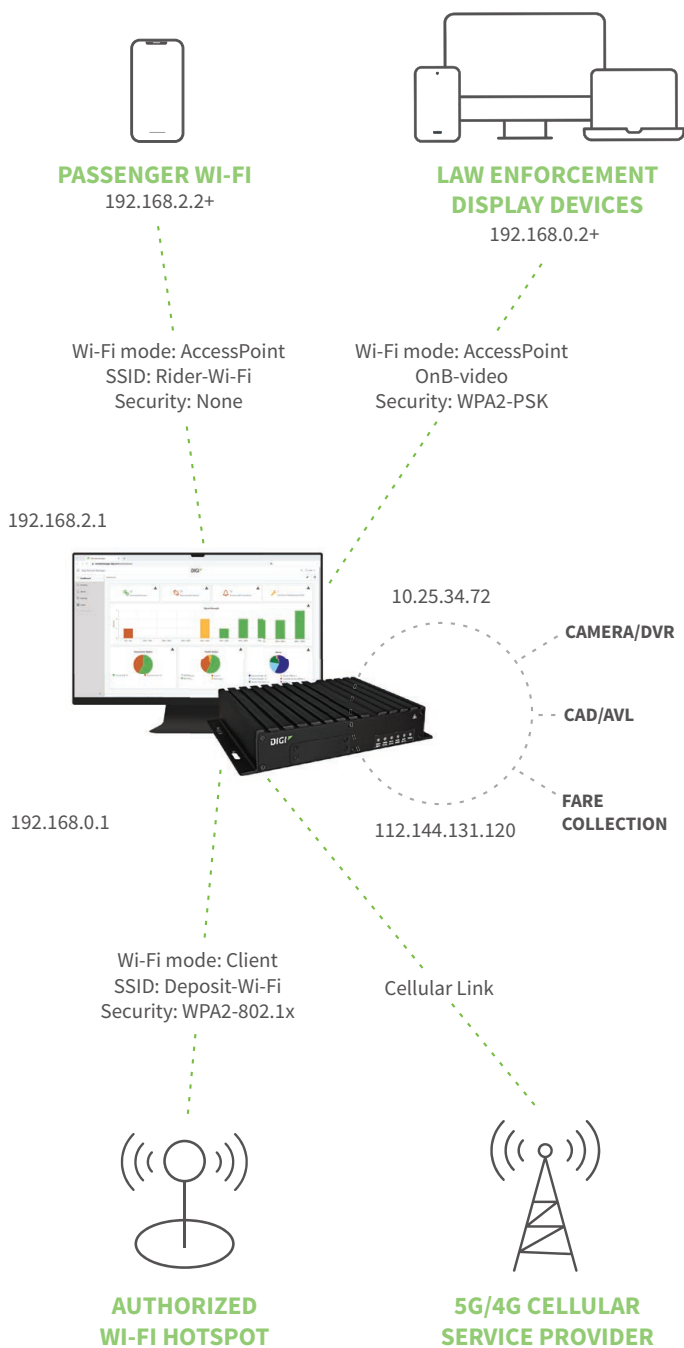 PASSENGER WI-FI
192.168.2.2+
LAW ENFORCEMENT
DISPLAY DEVICES
192.168.0.2+
Wi-Fi mode: AccessPoint
SSID: Rider-Wi-Fi
Security: None
Wi-Fi mode: AccessPoint
OnB-video
Security: WPA2-PSK
192.168.2.1
DIGI
10.25.34.72
CAMERA/DVR
CAD/AVL
DIGI
FARE
COLLECTION
192.168.0.1
112.144.131.120
Wi-Fi mode: Client
SSID: Deposit-Wi-Fi
Security: WPA2-802.1x
Cellular Link
AUTHORIZED
WI-FI HOTSPOT
5G/4G CELLULAR
SERVICE PROVIDER